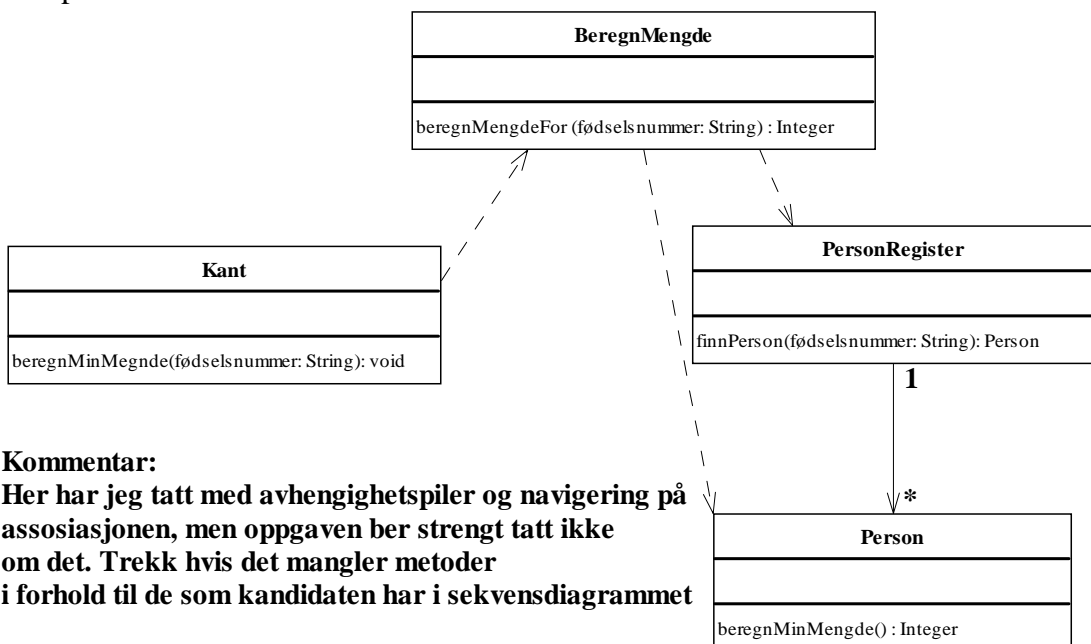 BeregnMengde
beregnMengdeFor (fødselsnummer: String) : Integer
Kant
beregnMinMegnde(fødselsnummer: String): void
PersonRegister
finnPerson(fødselsnummer: String): Person
1
*
Kommentar:
Her har jeg tatt med avhengighetspiler og navigering på
assosiasjonen, men oppgaven ber strengt tatt ikke
om det. Trekk hvis det mangler metoder
i forhold til de som kandidaten har i sekvensdiagrammet
Person
beregnMinMengde() : Integer